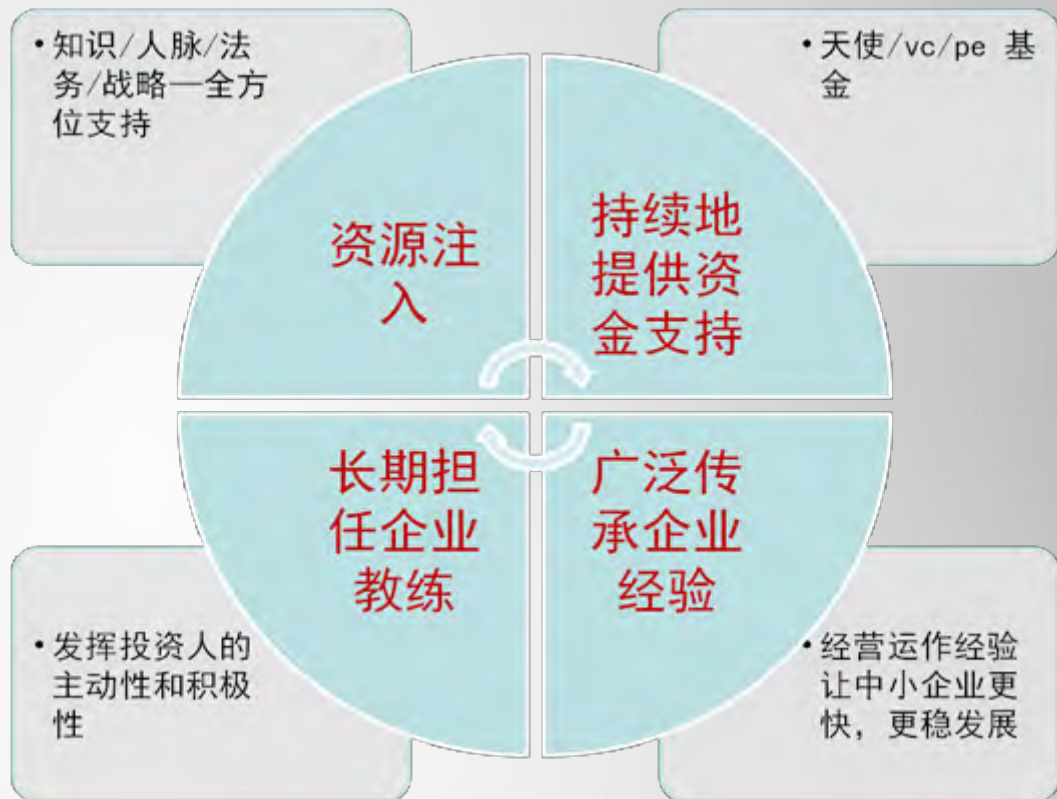 • 知识/人脉/法
务/战略—全方
位支持
• 天使/vc/pe 基
金
资源注
入
持续地
提供资
金支持
长期担
任企业
教练
广泛传
承企业
经验
• 发挥投资人的
主动性和积极
性
• 经营运作经验
让中小企业更
快，更稳发展